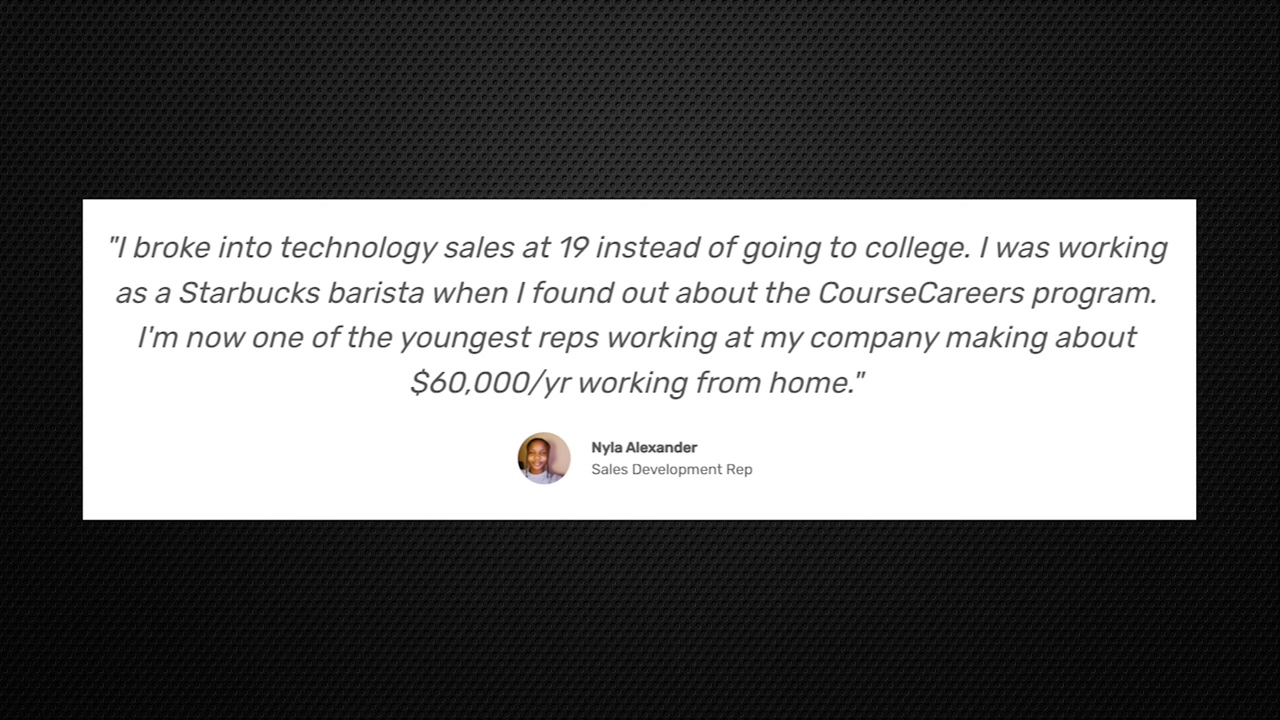 "I broke into technology sales at 19 instead of going to college. I was working
as a Starbucks barista when I found out about the CourseCareers program.
I'm now one of the youngest reps working at my company making about
$60,000/yr working from home."
Nyla Alexander
Sales Development Rep